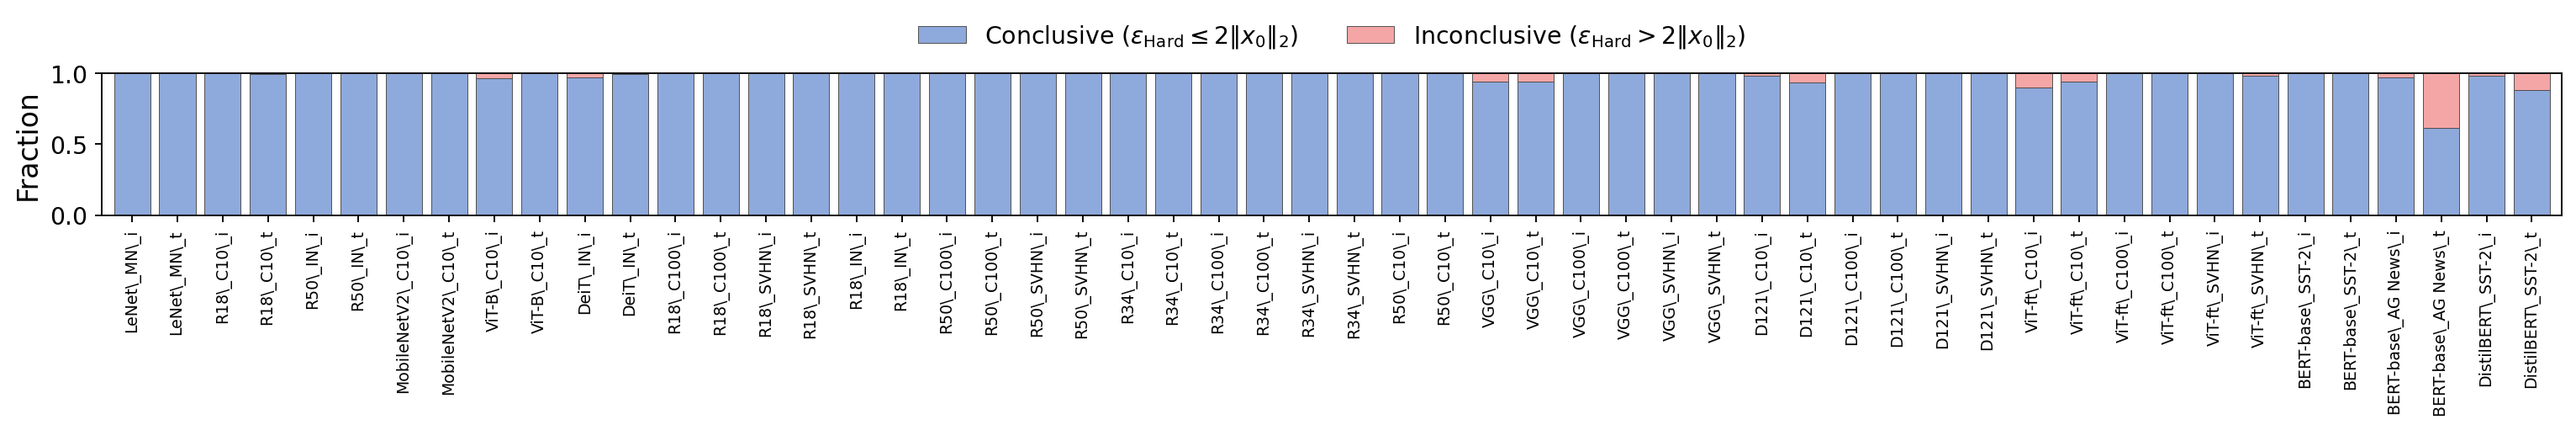 Conclusive (εHard ≤ 2‖x0‖2)
Inconclusive (εHard > 2‖x0‖2)
Fraction
1.0
0.5
0.0
LeNet\_MN\_i
LeNet\_MN\_t
R18\_C10\_i
R18\_C10\_t
R50\_IN\_i
R50\_IN\_t
MobileNetV2\_C10\_i
MobileNetV2\_C10\_t
ViT-B\_C10\_i
ViT-B\_C10\_t
DeiT\_IN\_i
DeiT\_IN\_t
R18\_C100\_i
R18\_C100\_t
R18\_SVHN\_i
R18\_SVHN\_t
R18\_IN\_i
R18\_IN\_t
R50\_C100\_i
R50\_C100\_t
R50\_SVHN\_i
R50\_SVHN\_t
R34\_C10\_i
R34\_C10\_t
R34\_C100\_i
R34\_C100\_t
R34\_SVHN\_i
R34\_SVHN\_t
R50\_C10\_i
R50\_C10\_t
VGG\_C10\_i
VGG\_C10\_t
VGG\_C100\_i
VGG\_C100\_t
VGG\_SVHN\_i
VGG\_SVHN\_t
D121\_C10\_i
D121\_C10\_t
D121\_C100\_i
D121\_C100\_t
D121\_SVHN\_i
D121\_SVHN\_t
ViT-ft\_C10\_i
ViT-ft\_C10\_t
ViT-ft\_C100\_i
ViT-ft\_C100\_t
ViT-ft\_SVHN\_i
ViT-ft\_SVHN\_t
BERT-base\_SST-2\_i
BERT-base\_SST-2\_t
BERT-base\_AG News\_i
BERT-base\_AG News\_t
DistilBERT\_SST-2\_i
DistilBERT\_SST-2\_t